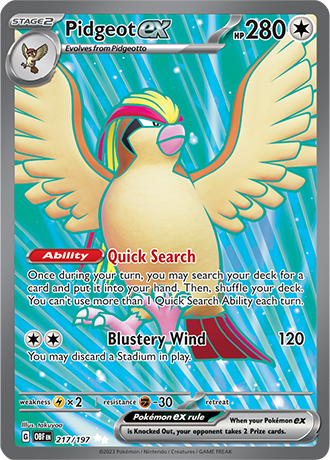 STAGE2
Pidgeot ex HP 280
Evolves from Pidgeotto
Ability Quick Search
Once during your turn, you may search your deck for a
card and put it into your hand. Then, shuffle your deck.
You can't use more than 1 Quick Search Ability each turn.
Blustery Wind 120
You may discard a Stadium in play.
weakness ×2 resistance -30 retreat
Illus. takuyoa
Pokémon ex rule
When your Pokémon ex
is Knocked Out, your opponent takes 2 Prize cards.
G OBF EN 217/197
©2023 Pokémon / Nintendo / Creatures / GAME FREAK